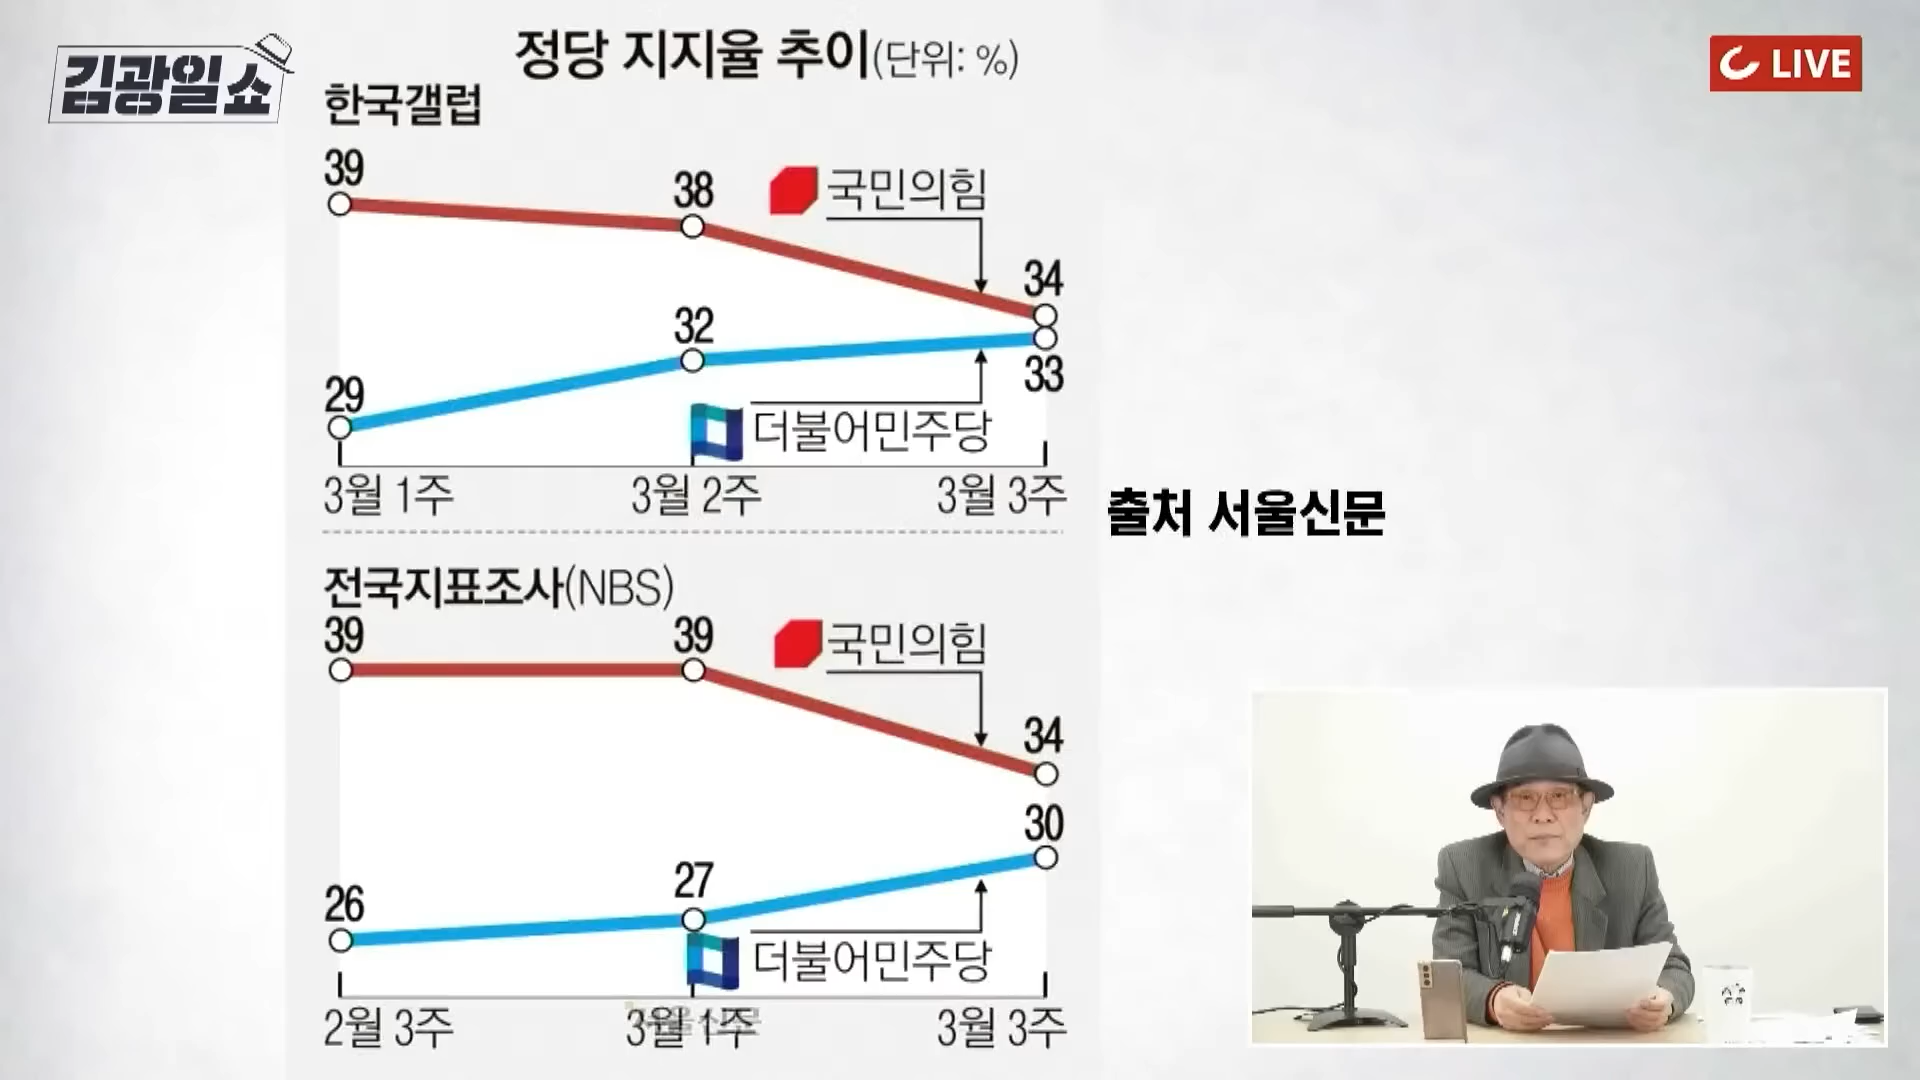 김광일쇼
LIVE
정당 지지율 추이(단위: %)
한국갤럽
39
38
국민의힘
34
32
29
33
더불어민주당
3월 1주
3월 2주
3월 3주
출처 서울신문
전국지표조사(NBS)
39
39
국민의힘
34
30
27
26
더불어민주당
2월 3주
3월 1주
3월 3주
서울신문